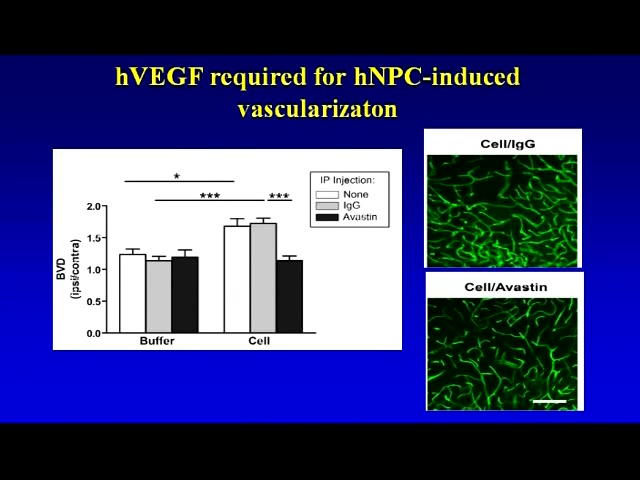 hVEGF required for hNPC-induced
vascularizaton
Cell/IgG
IP Injection:
None
IgG
Avastin
*
***
***
2.0
1.5
1.0
0.5
0.0
BVD
(ipsi/contra)
Buffer
Cell
Cell/Avastin